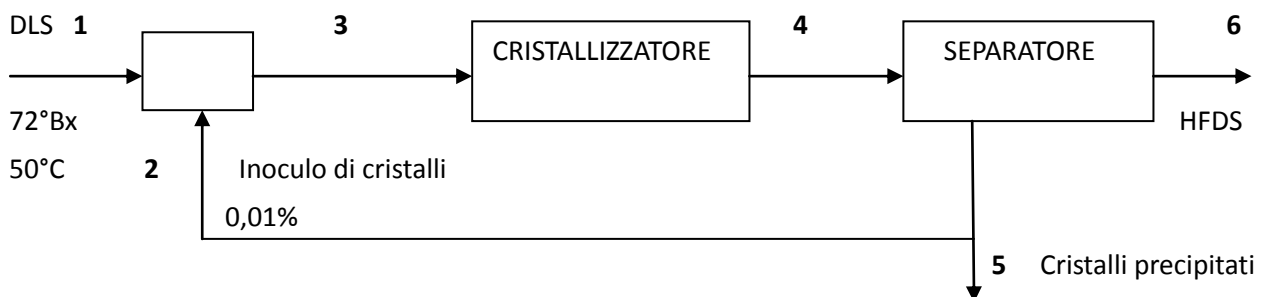 DLS 1 3 4 6
CRISTALLIZZATORE SEPARATORE
72°Bx HFDS
50°C 2 Inoculo di cristalli
0,01%
5 Cristalli precipitati